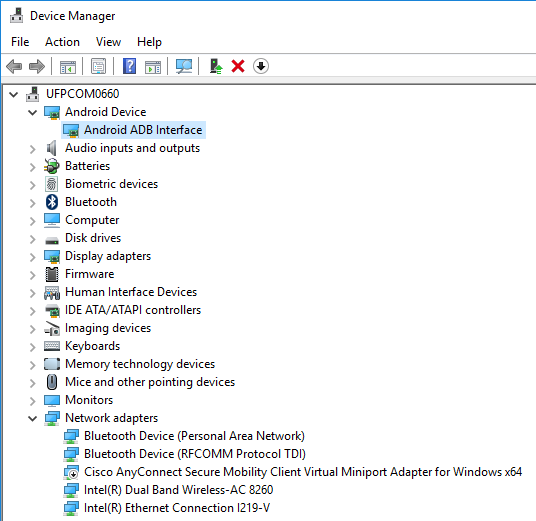 Device Manager
File Action View Help
UFPCOM0660
Android Device
Android ADB Interface
Audio inputs and outputs
Batteries
Biometric devices
Bluetooth
Computer
Disk drives
Display adapters
Firmware
Human Interface Devices
IDE ATA/ATAPI controllers
Imaging devices
Keyboards
Memory technology devices
Mice and other pointing devices
Monitors
Network adapters
Bluetooth Device (Personal Area Network)
Bluetooth Device (RFCOMM Protocol TDI)
Cisco AnyConnect Secure Mobility Client Virtual Miniport Adapter for Windows x64
Intel(R) Dual Band Wireless-AC 8260
Intel(R) Ethernet Connection I219-V